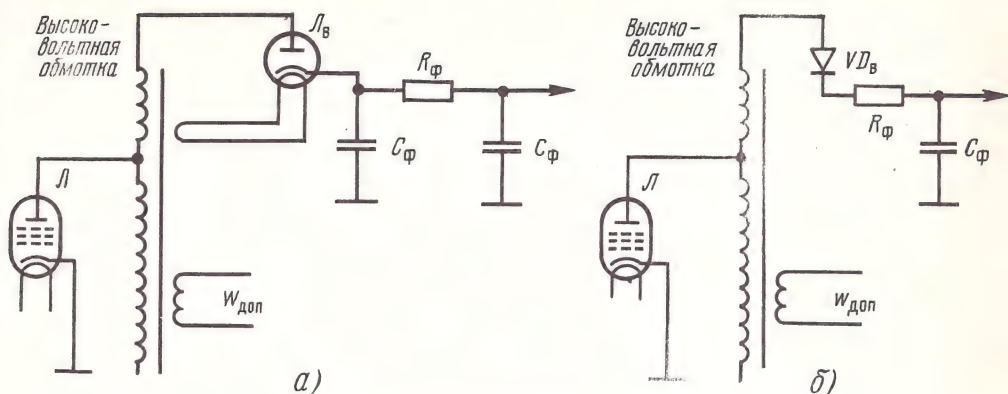 Высоко-
вольтная
обмотка
Лв
Rф
Cф
Cф
Л
Wдоп
а)
Высоко-
вольтная
обмотка
VDв
Rф
Cф
Л
Wдоп
б)